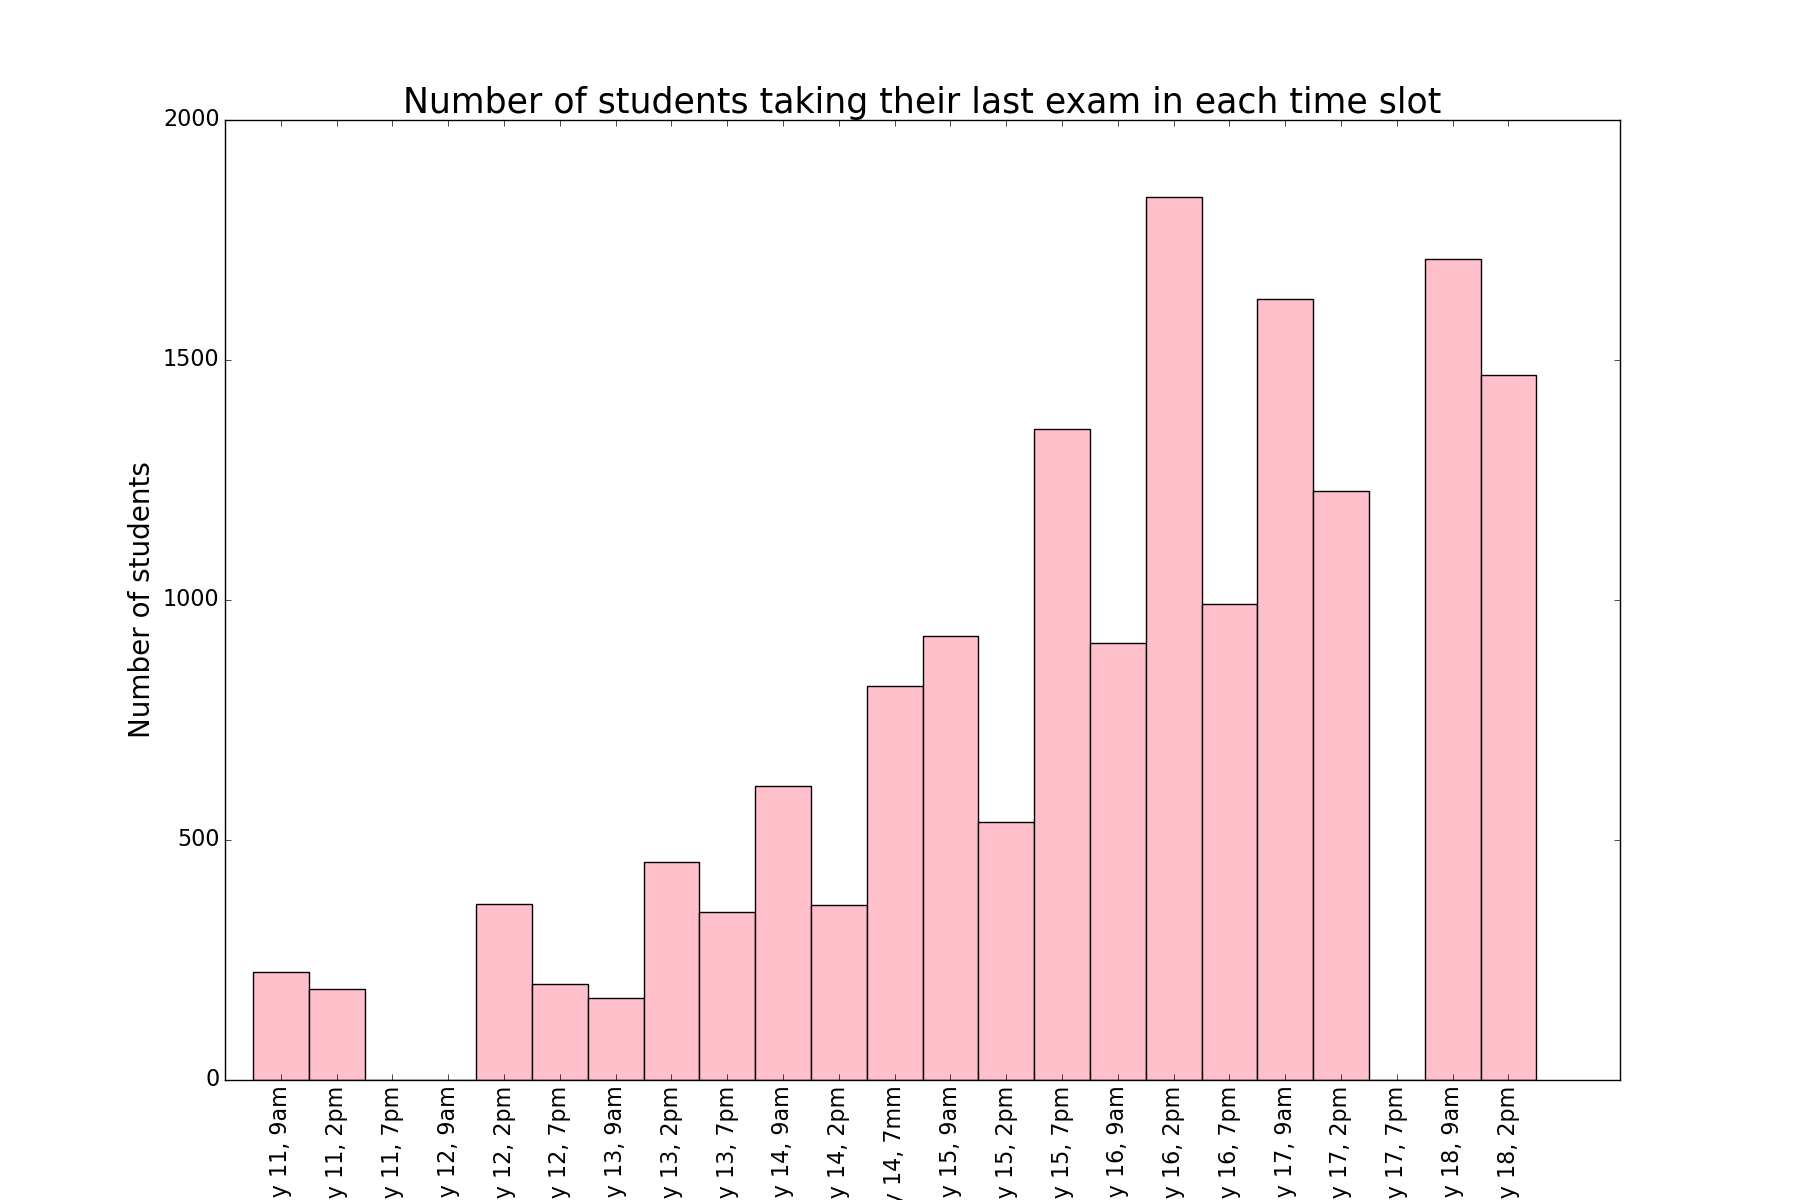 Number of students taking their last exam in each time slot
Number of students
2000
1500
1000
500
0
y 11, 9am
y 11, 2pm
y 11, 7pm
y 12, 9am
y 12, 2pm
y 12, 7pm
y 13, 9am
y 13, 2pm
y 13, 7pm
y 14, 9am
y 14, 2pm
y 14, 7mm
y 15, 9am
y 15, 2pm
y 15, 7pm
y 16, 9am
y 16, 2pm
y 16, 7pm
y 17, 9am
y 17, 2pm
y 17, 7pm
y 18, 9am
y 18, 2pm